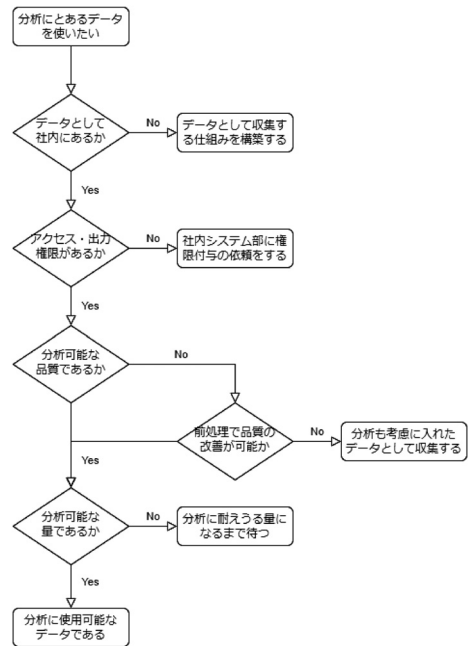 分析にとあるデータ
を使いたい
データとして
社内にあるか
No
データとして収集す
る仕組みを構築する
Yes
アクセス・出力
権限があるか
No
社内システム部に権
限付与の依頼をする
Yes
分析可能な
品質であるか
No
前処理で品質の
改善が可能か
No
分析も考慮に入れた
データとして収集する
Yes
分析可能な
量であるか
No
分析に耐えうる量に
なるまで待つ
Yes
分析に使用可能な
データである